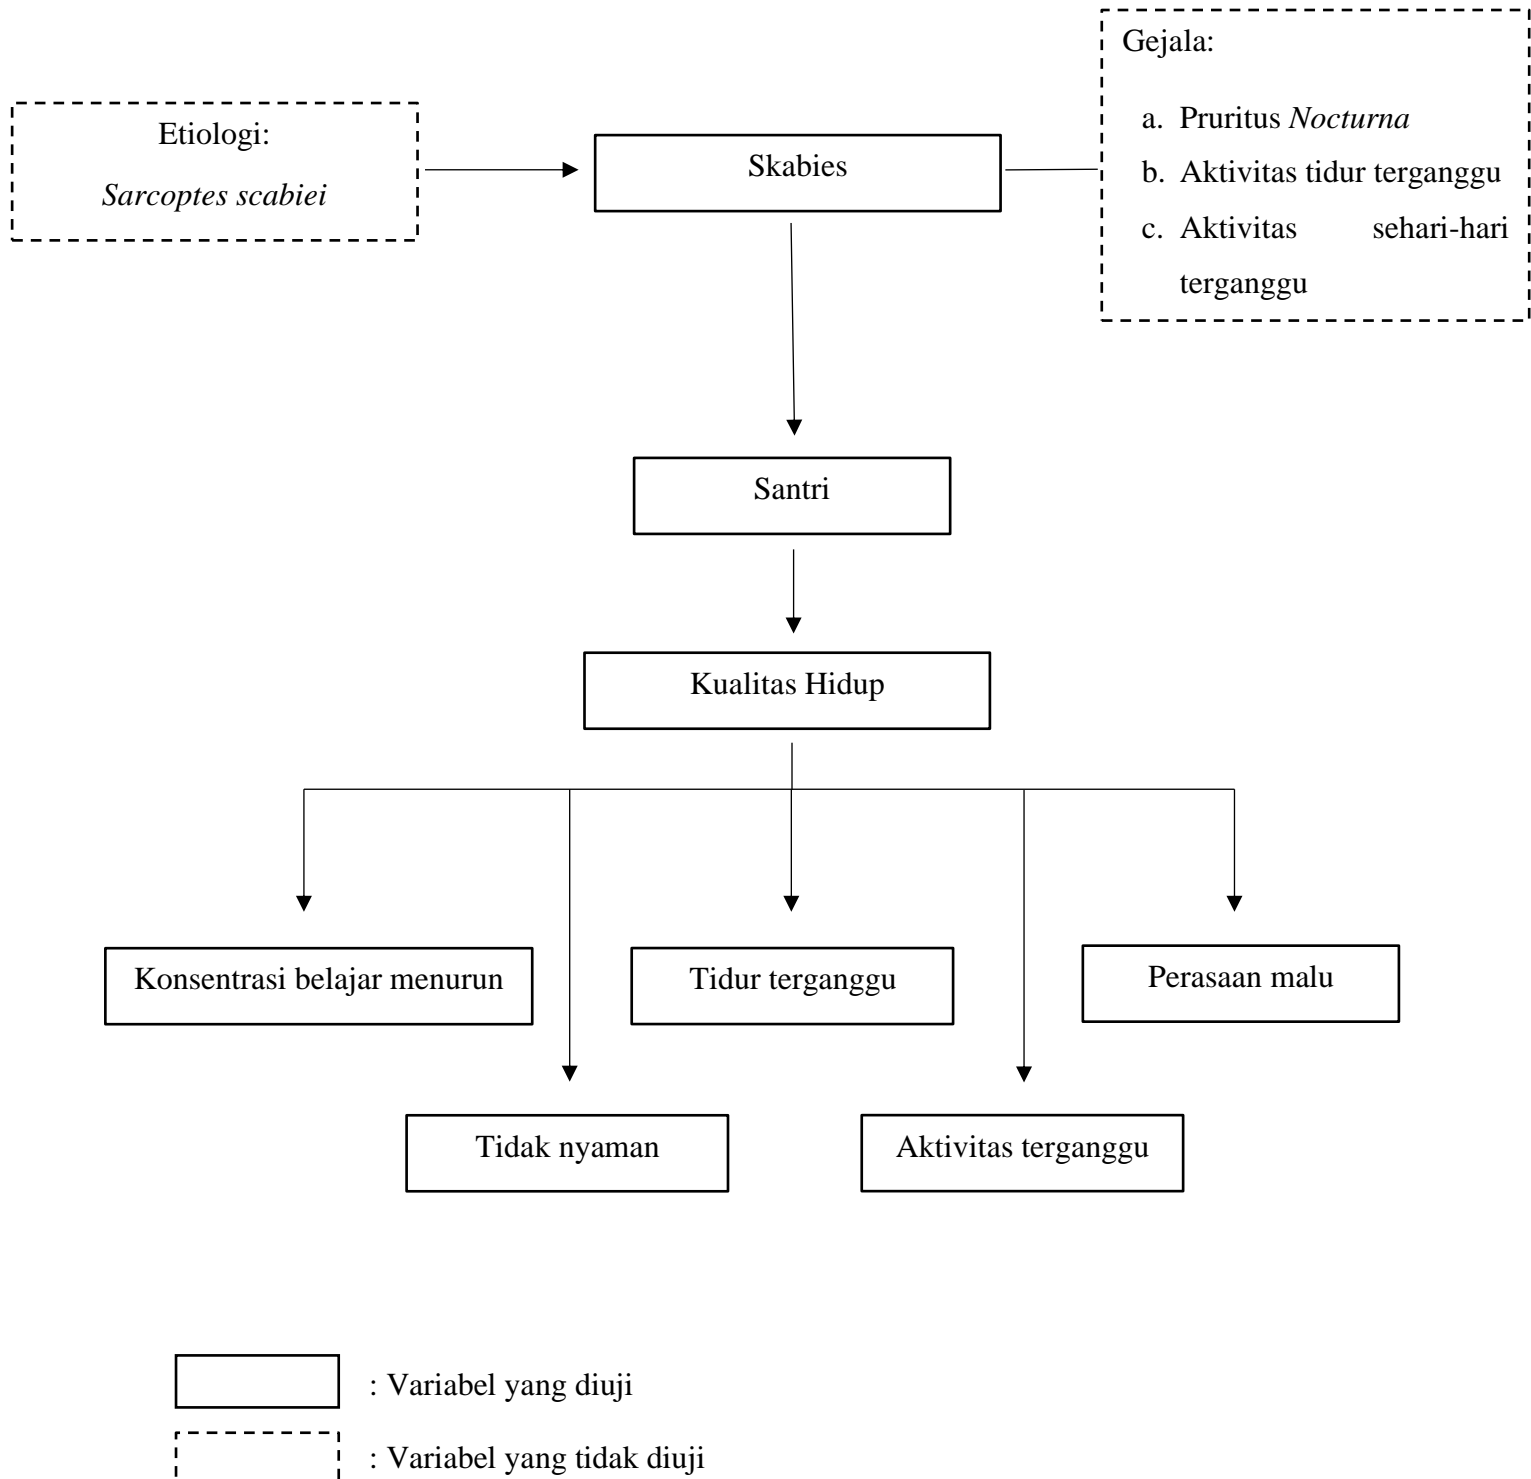 Gejala:
Etiologi:
Sarcoptes scabiei
Skabies
a. Pruritus Nocturna
b. Aktivitas tidur terganggu
c. Aktivitas sehari-hari
terganggu
Santri
Kualitas Hidup
Konsentrasi belajar menurun
Tidur terganggu
Perasaan malu
Tidak nyaman
Aktivitas terganggu
: Variabel yang diuji
: Variabel yang tidak diuji